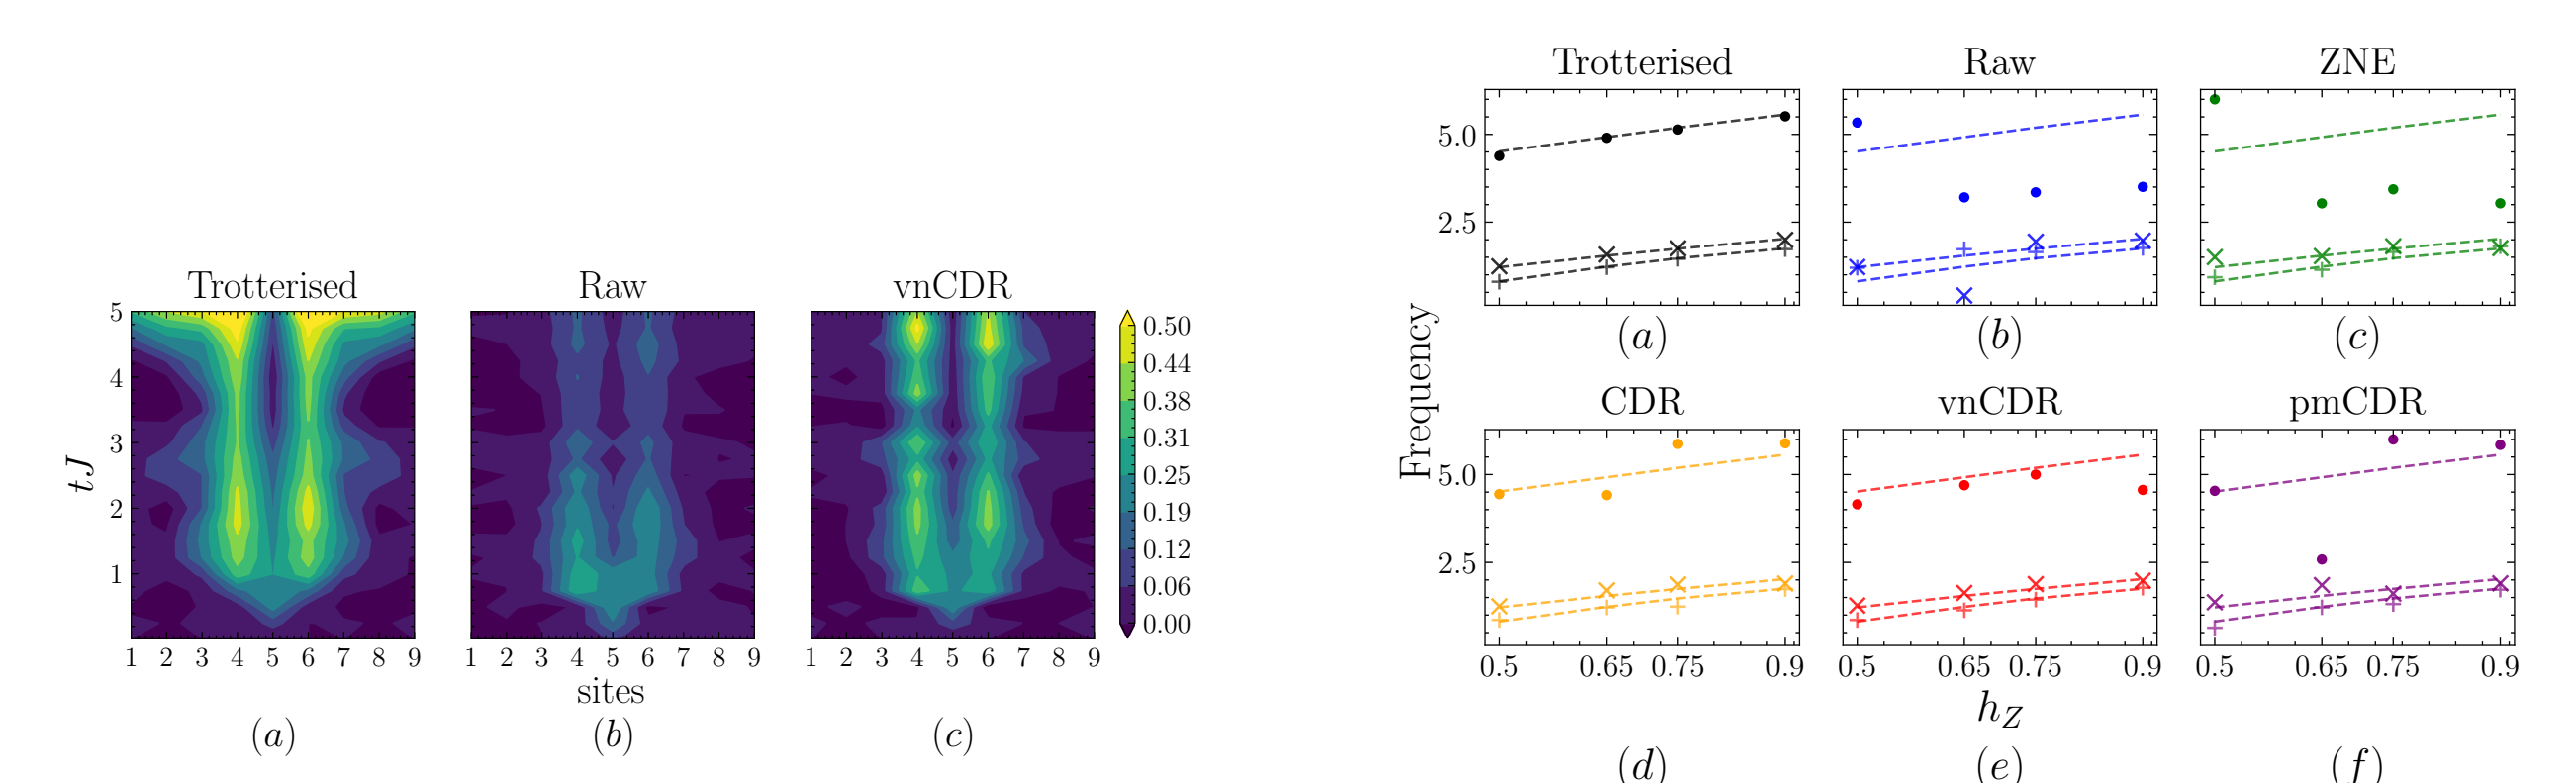 Trotterised Raw vnCDR
5
4
3
2
1
tJ
1 2 3 4 5 6 7 8 9
1 2 3 4 5 6 7 8 9
1 2 3 4 5 6 7 8 9
sites
(a) (b) (c)
0.50
0.44
0.38
0.31
0.25
0.19
0.12
0.06
0.00
Trotterised Raw ZNE
5.0
2.5
(a) (b) (c)
Frequency
CDR vnCDR pmCDR
5.0
2.5
0.5 0.65 0.75 0.9
0.5 0.65 0.75 0.9
0.5 0.65 0.75 0.9
h_Z
(d) (e) (f)